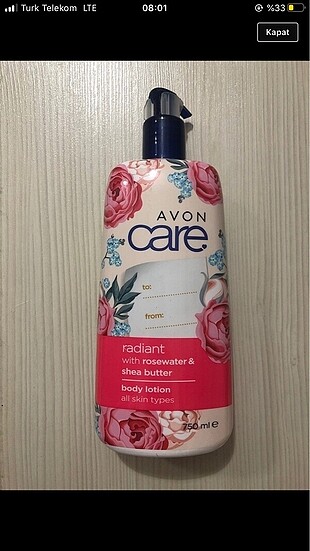 Turk Telekom LTE 08:01 %33
Kapat
AVON
care
to:
from:
radiant
with rosewater &
shea butter
body lotion
all skin types
750 ml e